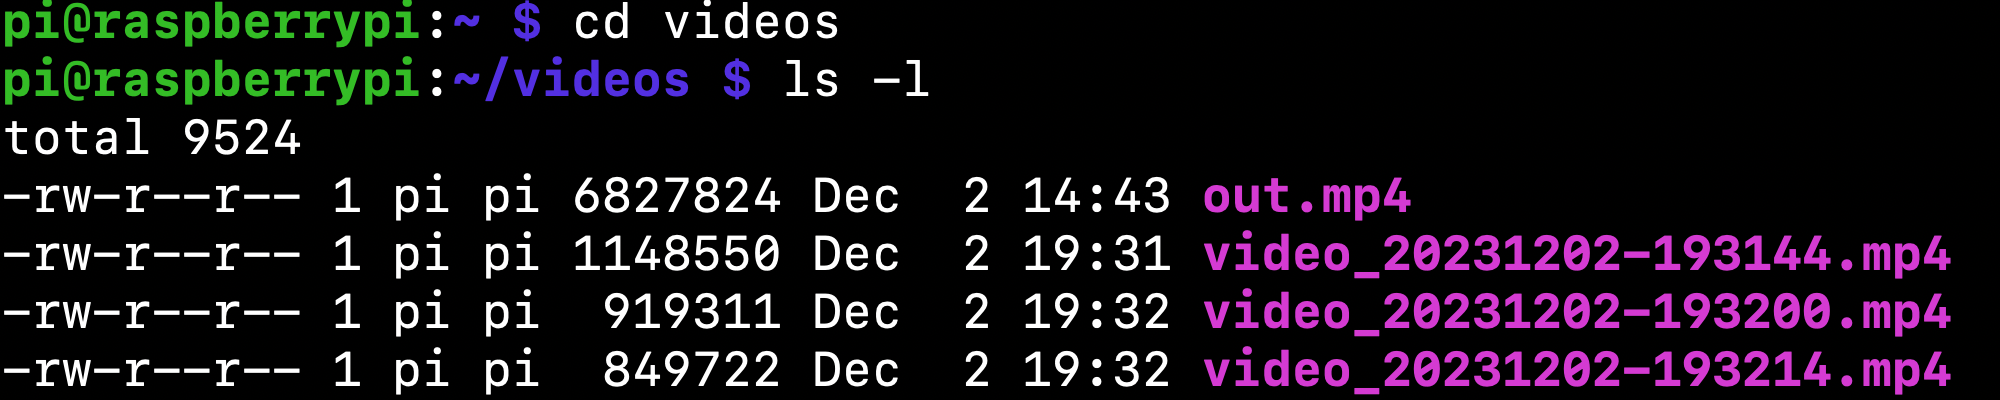 pi@raspberrypi:~ $ cd videos
pi@raspberrypi:~/videos $ ls -l
total 9524
-rw-r--r-- 1 pi pi 6827824 Dec  2 14:43 out.mp4
-rw-r--r-- 1 pi pi 1148550 Dec  2 19:31 video_20231202-193144.mp4
-rw-r--r-- 1 pi pi  919311 Dec  2 19:32 video_20231202-193200.mp4
-rw-r--r-- 1 pi pi  849722 Dec  2 19:32 video_20231202-193214.mp4